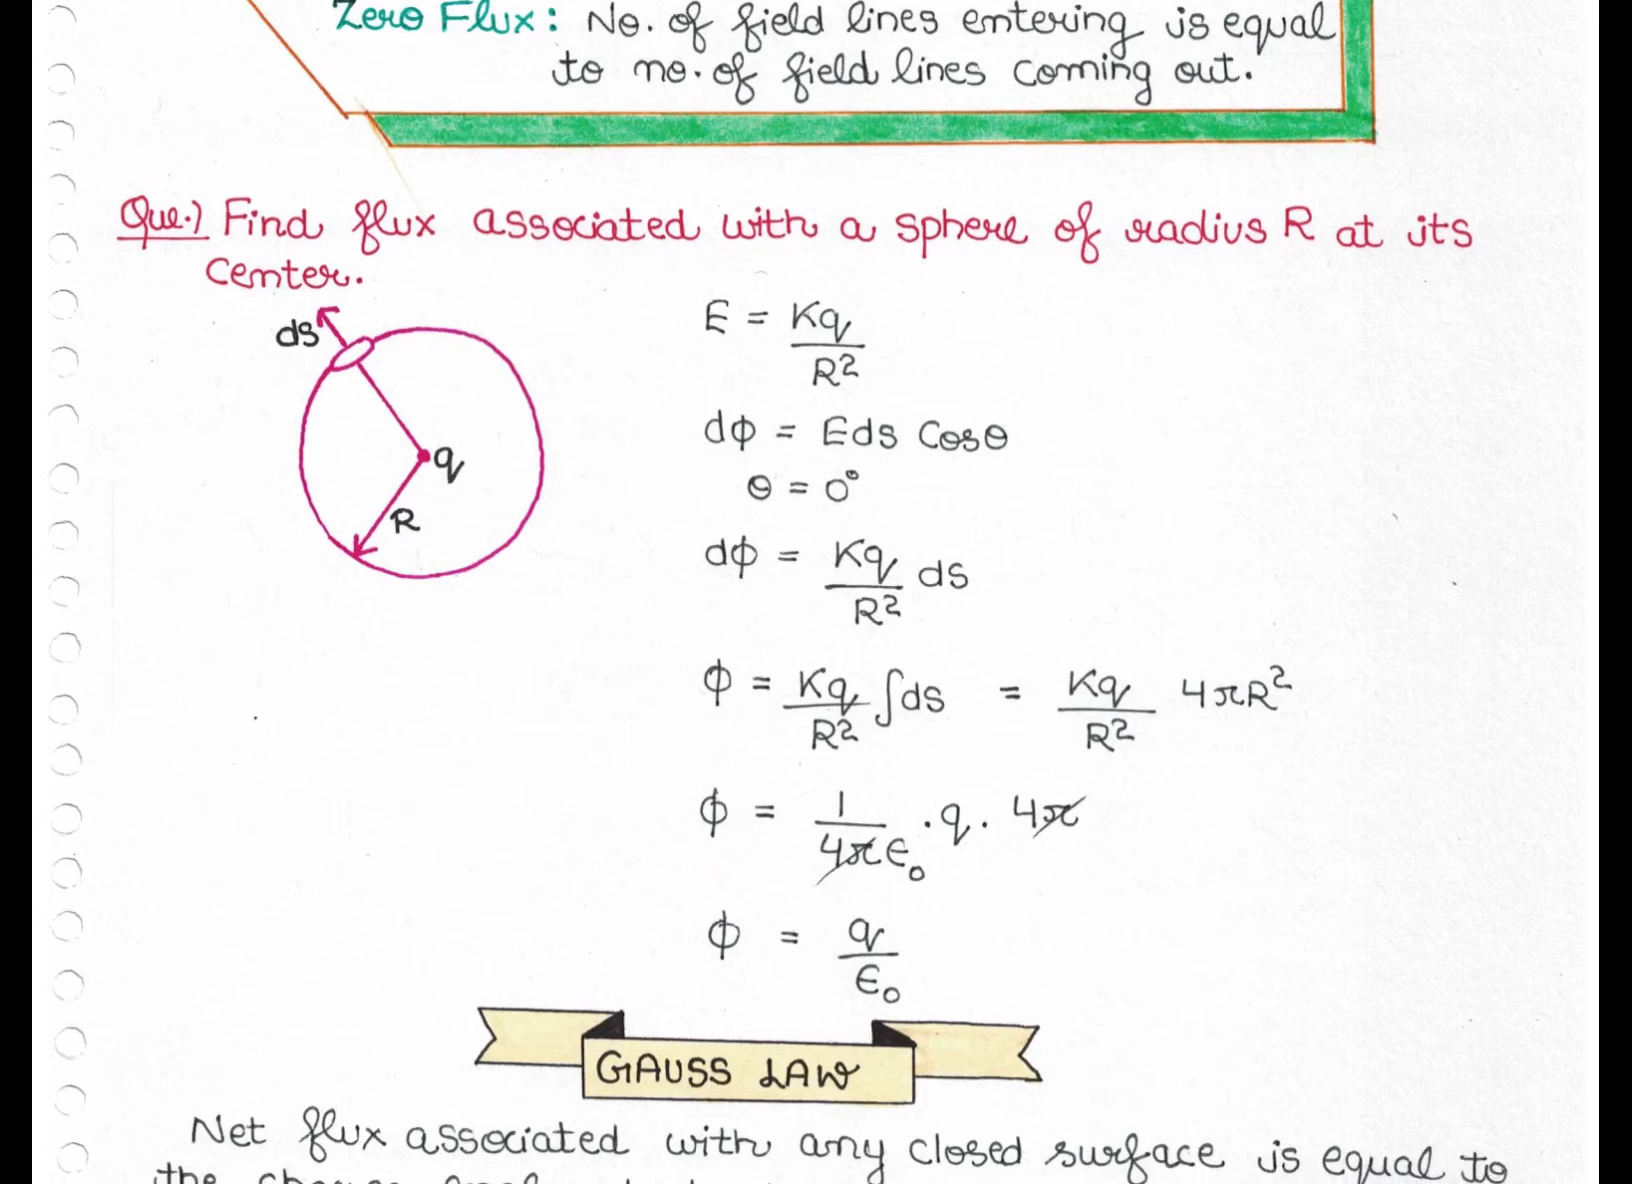 Zero Flux: No. of field lines entering is equal
to no. of field lines coming out.
Que.) Find flux associated with a sphere of radius R at its
center.
ds
q
R
E = Kq/R²
dϕ = Eds Cosθ
θ = 0°
dϕ = Kq/R² ds
ϕ = Kq/R² ∫ds = Kq/R² 4πR²
ϕ = 1/4πϵ₀ . q . 4π
ϕ = q/ϵ₀
GAUSS LAW
Net flux associated with any closed surface is equal to
the